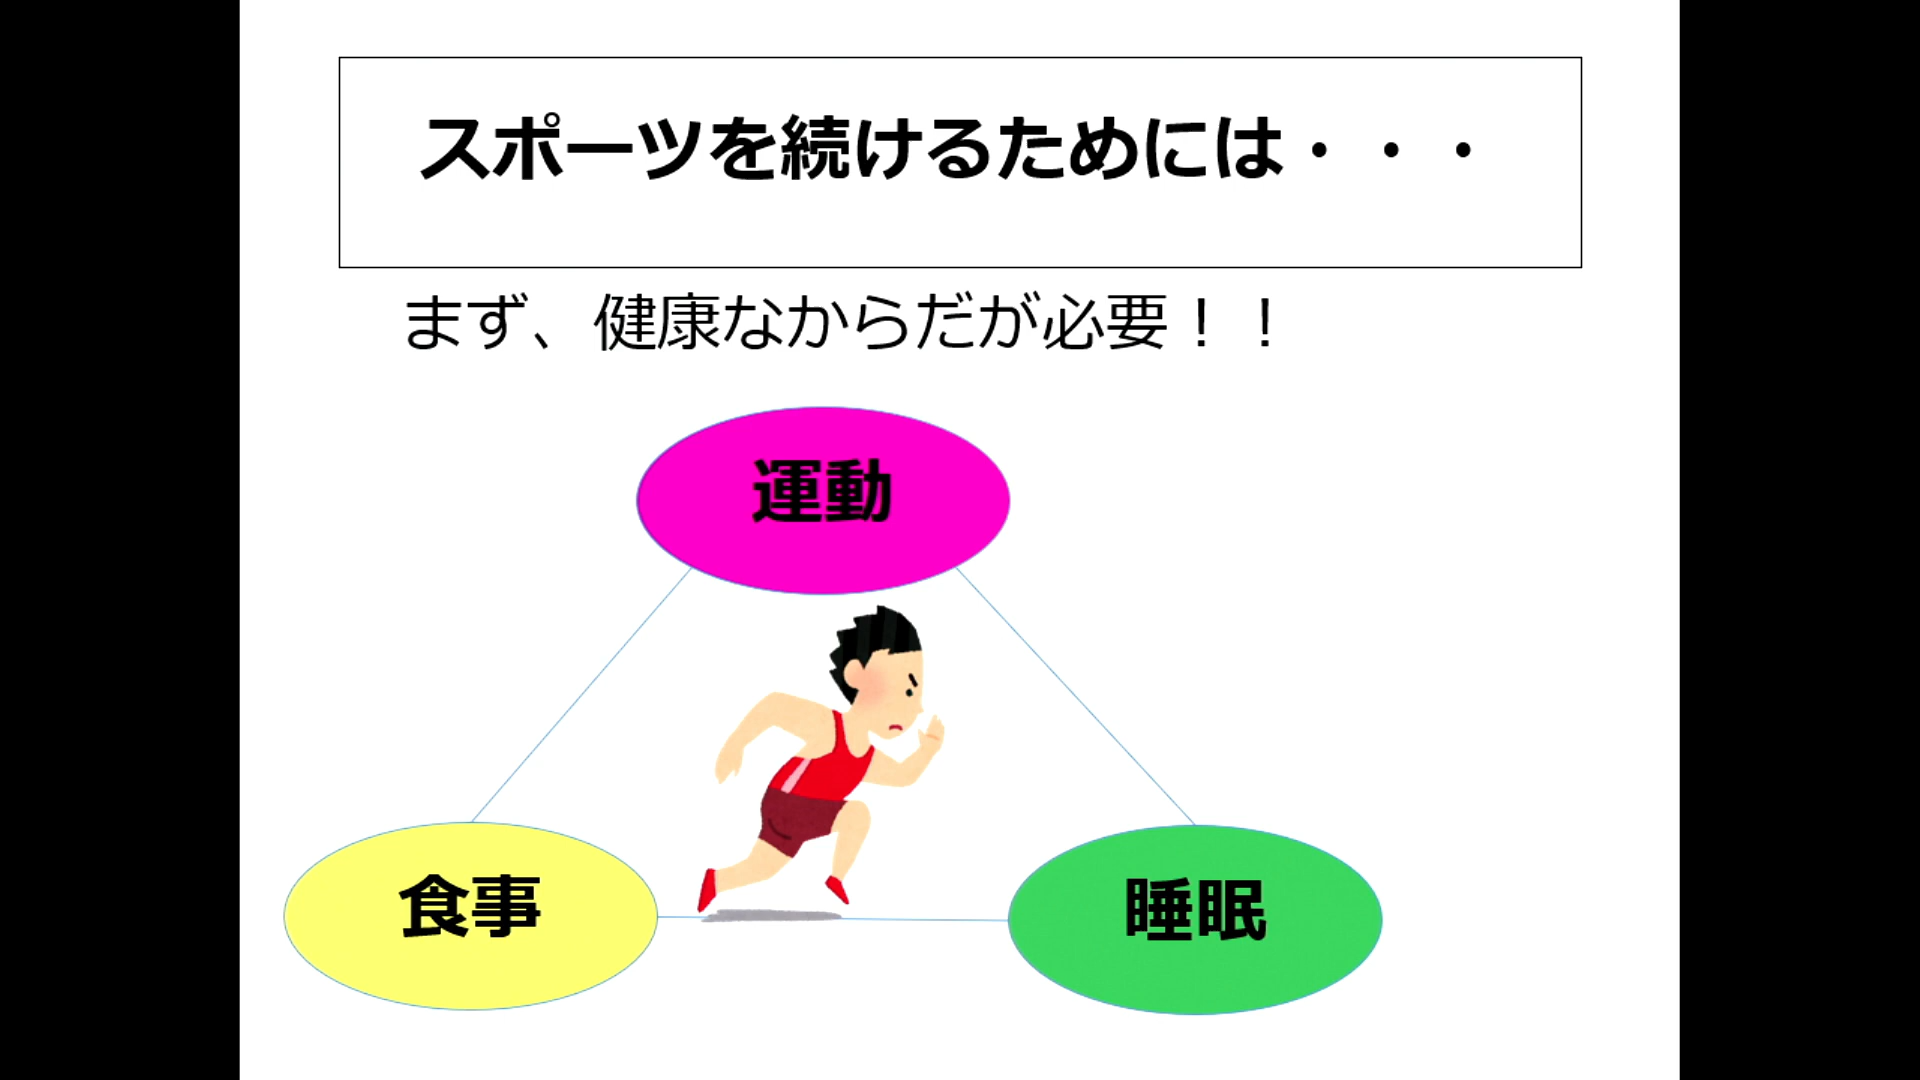 スポーツを続けるためには・・・
まず、健康なからだが必要！！
運動
食事
睡眠